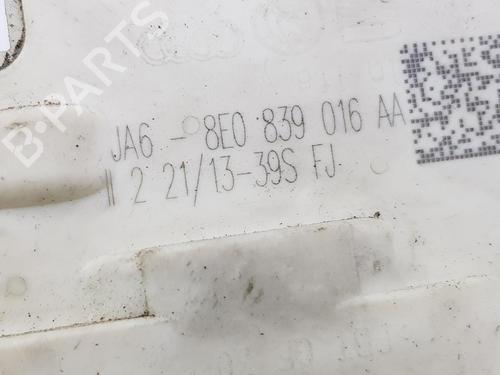 B-PARTS
JA6 - 8E0 839 016 AA
|| 2 21/13-39S FJ